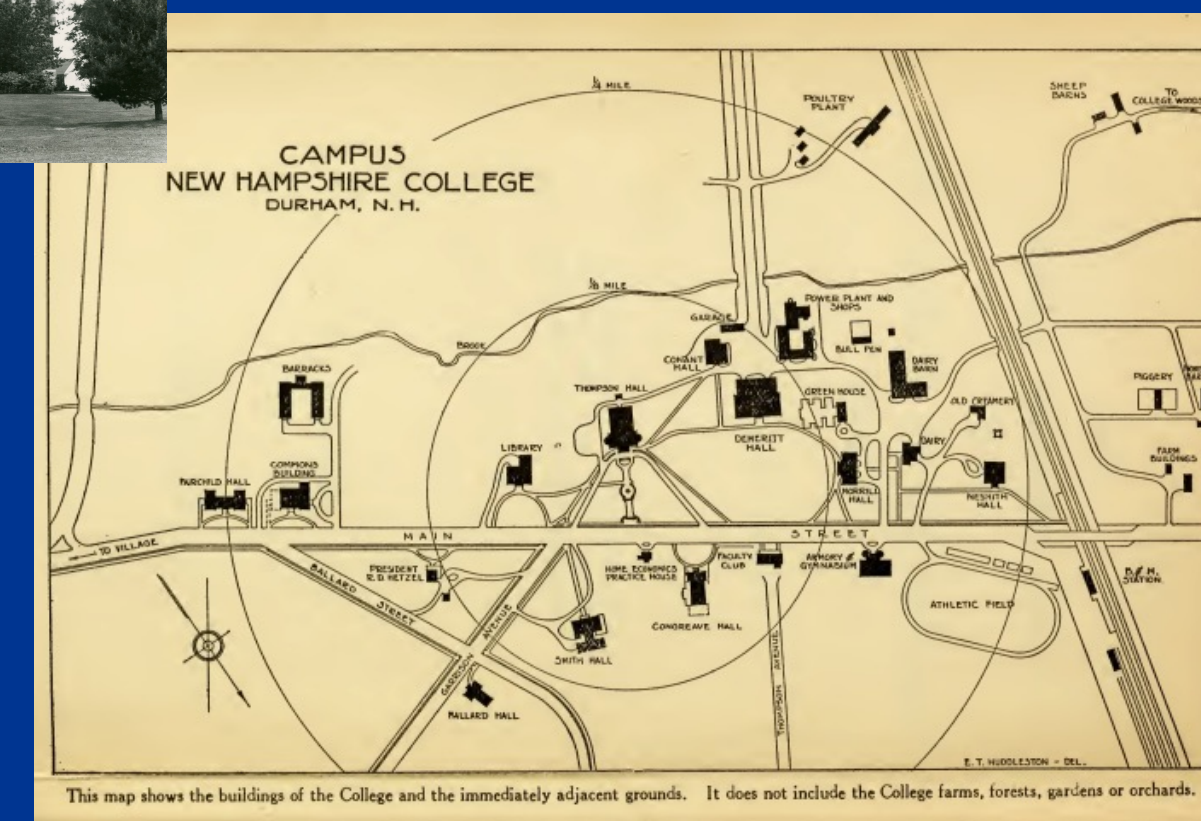 1/4 MILE
SHEEP
BARNS
TO
COLLEGE WOODS
POULTRY
PLANT
CAMPUS
NEW HAMPSHIRE COLLEGE
DURHAM, N. H.
1/8 MILE
POWER PLANT AND
SHOPS
GARAGE
BROOK
BULL PEN
CONANT
HALL
DAIRY
BARN
BARRACKS
PIGGERY
THOMPSON HALL
GREEN HOUSE
OLD CREAMERY
DEMERITT
HALL
DAIRY
LIBRARY
FARM
BUILDINGS
COMMONS
BUILDING
FAIRCHILD HALL
MORRILL
HALL
NESHITH
HALL
MAIN STREET
TO VILLAGE
PRESIDENT
R.D. HETZEL
HOME ECONOMICS
PRACTICE HOUSE
FACULTY
CLUB
ARMORY &
GYMNASIUM
B. & M.
STATION.
BALLARD STREET
ATHLETIC FIELD
CONGREAVE HALL
GARRISON AVENUE
SMITH HALL
THOMPSON AVENUE
BALLARD HALL
E. T. HUDDLESTON - DEL.
This map shows the buildings of the College and the immediately adjacent grounds. It does not include the College farms, forests, gardens or orchards.